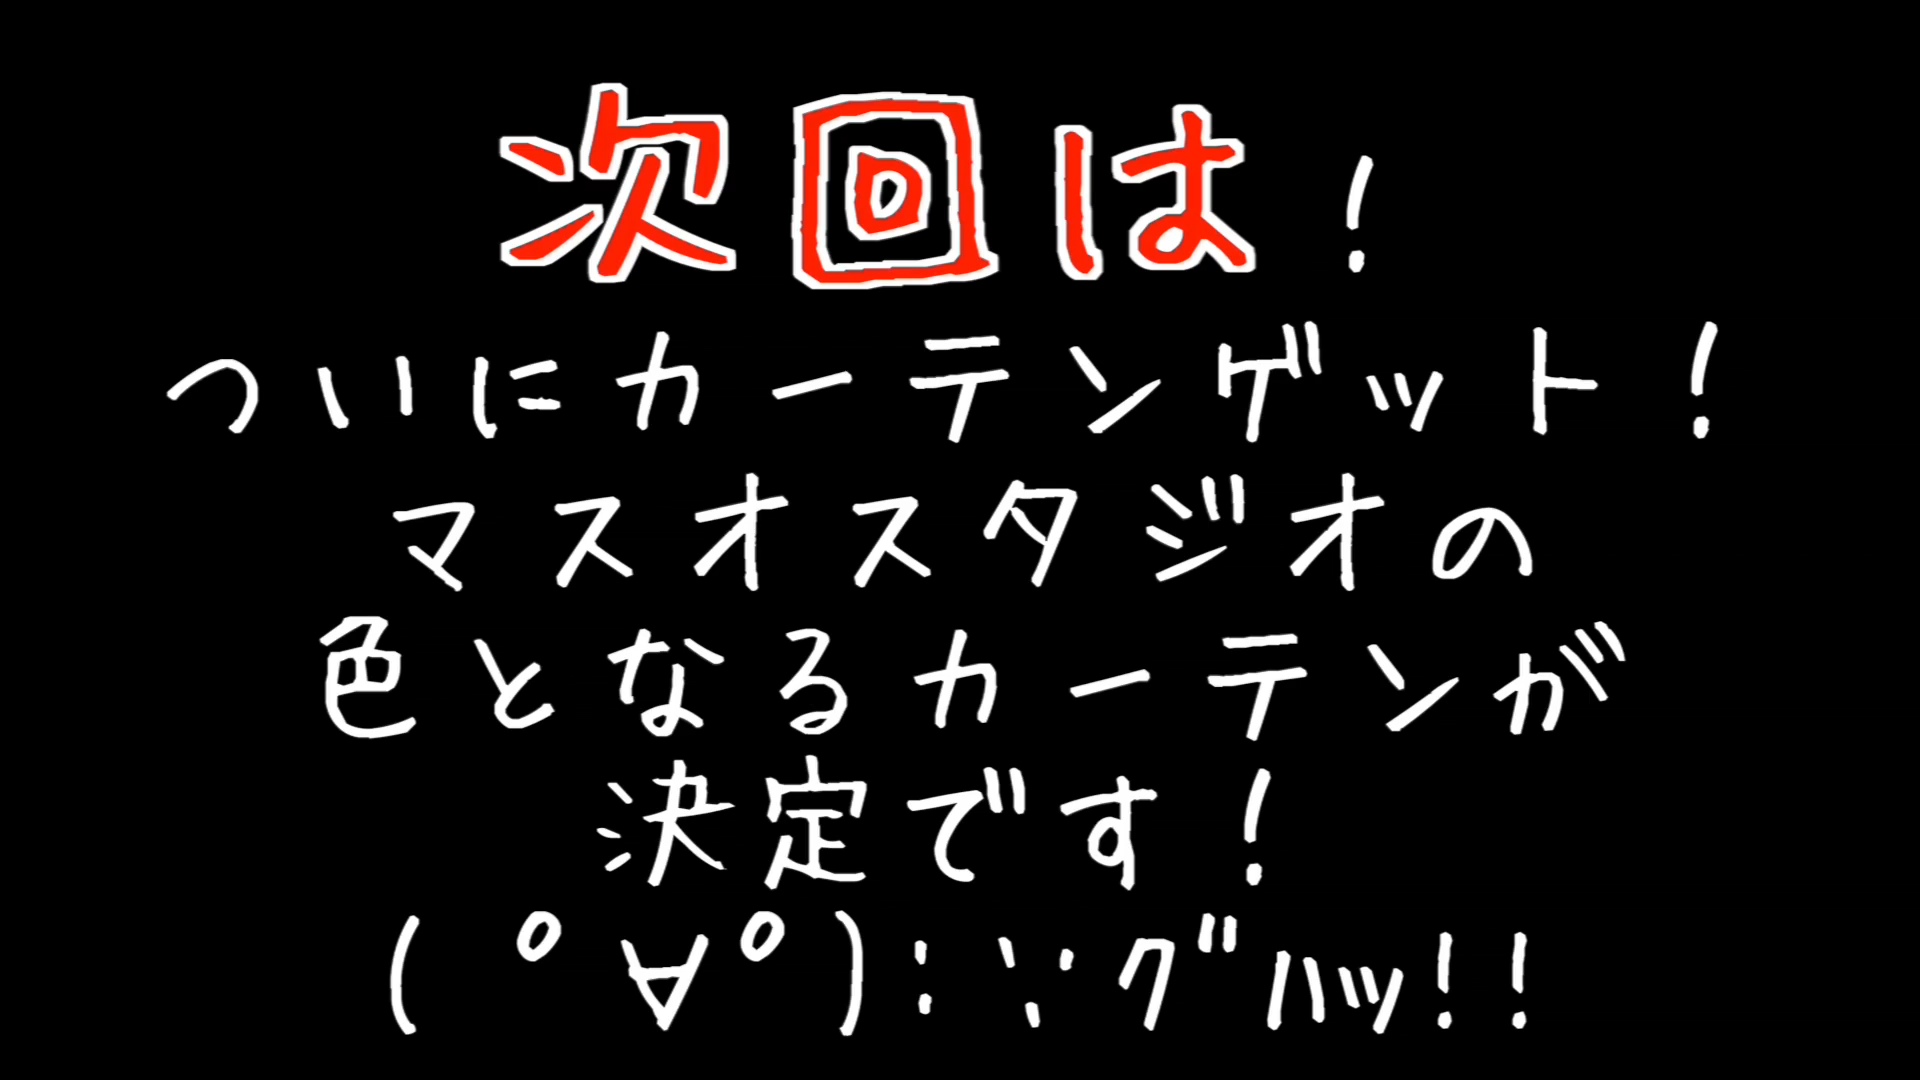 次回は!
ついにカーテンゲット!
マスオスタジオの
色となるカーテンが
決定です!
( ゚∀゚):∵グハッ!!